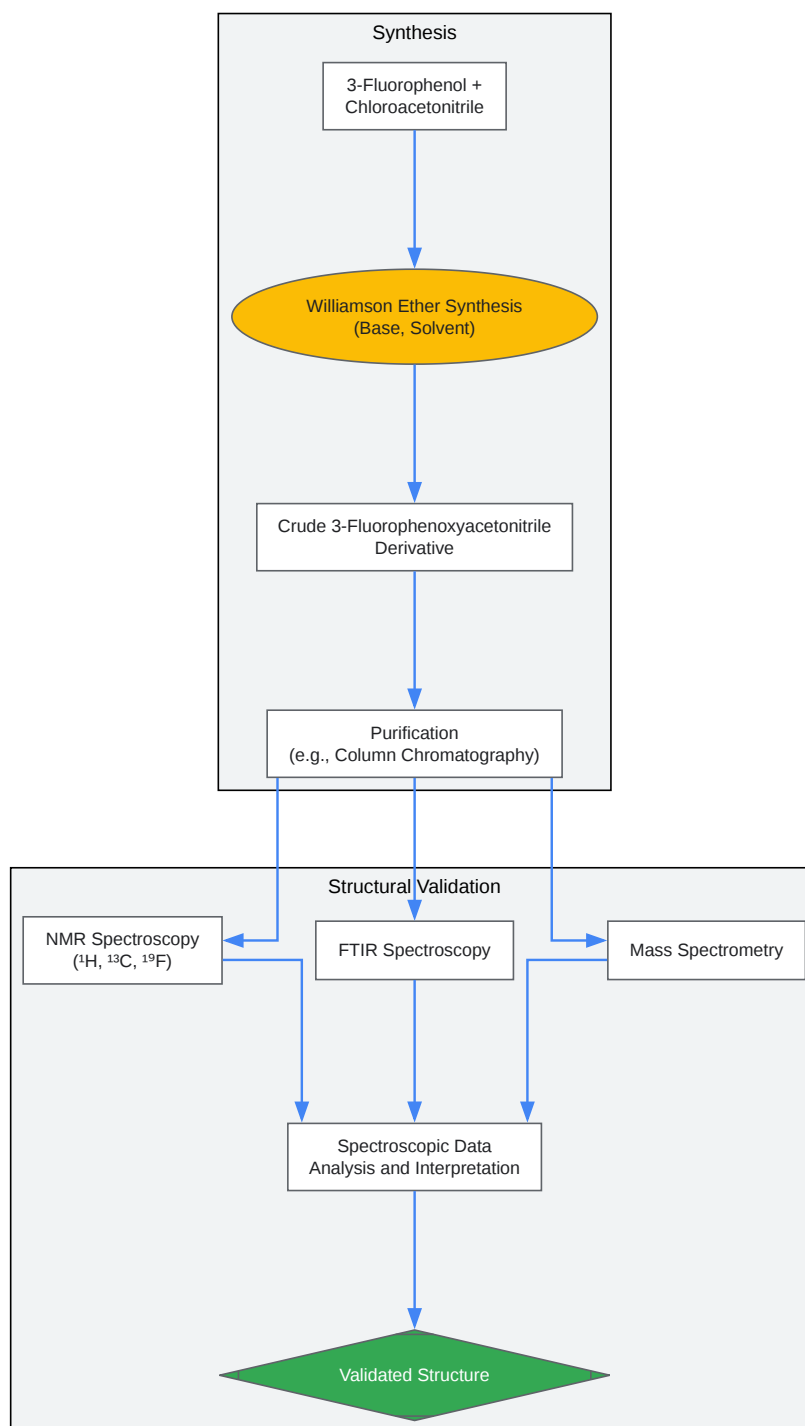 Synthesis
3-Fluorophenol +
Chloroacetonitrile
Williamson Ether Synthesis
(Base, Solvent)
Crude 3-Fluorophenoxyacetonitrile
Derivative
Purification
(e.g., Column Chromatography)
Structural Validation
NMR Spectroscopy
(¹H, ¹³C, ¹⁹F)
FTIR Spectroscopy
Mass Spectrometry
Spectroscopic Data
Analysis and Interpretation
Validated Structure